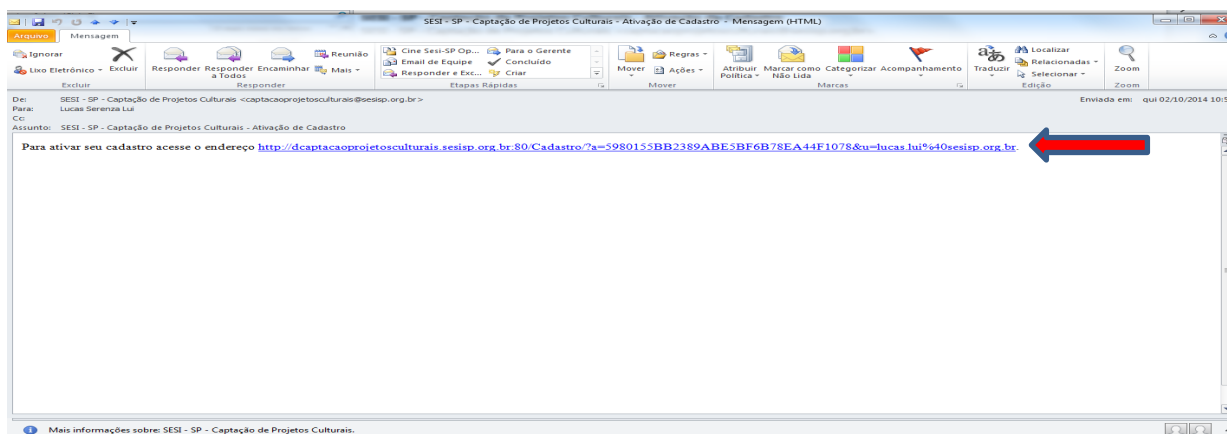 SESI - SP - Captação de Projetos Culturais - Ativação de Cadastro - Mensagem (HTML)
Arquivo Mensagem
Ignorar
Lixo Eletrônico
Excluir
Responder
Responder a Todos
Encaminhar
Reunião
Mais
Cine Sesi-SP Op...
Email de Equipe
Responder e Exc...
Para o Gerente
Concluído
Criar
Mover
Regras
Ações
Atribuir Política
Marcar como Não Lida
Categorizar
Acompanhamento
Traduzir
Localizar
Relacionadas
Selecionar
Zoom
Excluir Responder Etapas Rápidas Mover Marcas Edição Zoom
De: SESI - SP - Captação de Projetos Culturais <captacaoprojetosculturais@sesisp.org.br> Enviada em: qui 02/10/2014
Para: Lucas Serenza Lui
Cc:
Assunto: SESI - SP - Captação de Projetos Culturais - Ativação de Cadastro
Para ativar seu cadastro acesse o endereço http://dcaptacaoprojetosculturais.sesisp.org.br:80/Cadastro/?a=5980155BB2389ABE5BF6B78EA44F1078&u=lucas.lui%40sesisp.org.br.
Mais informações sobre: SESI - SP - Captação de Projetos Culturais.